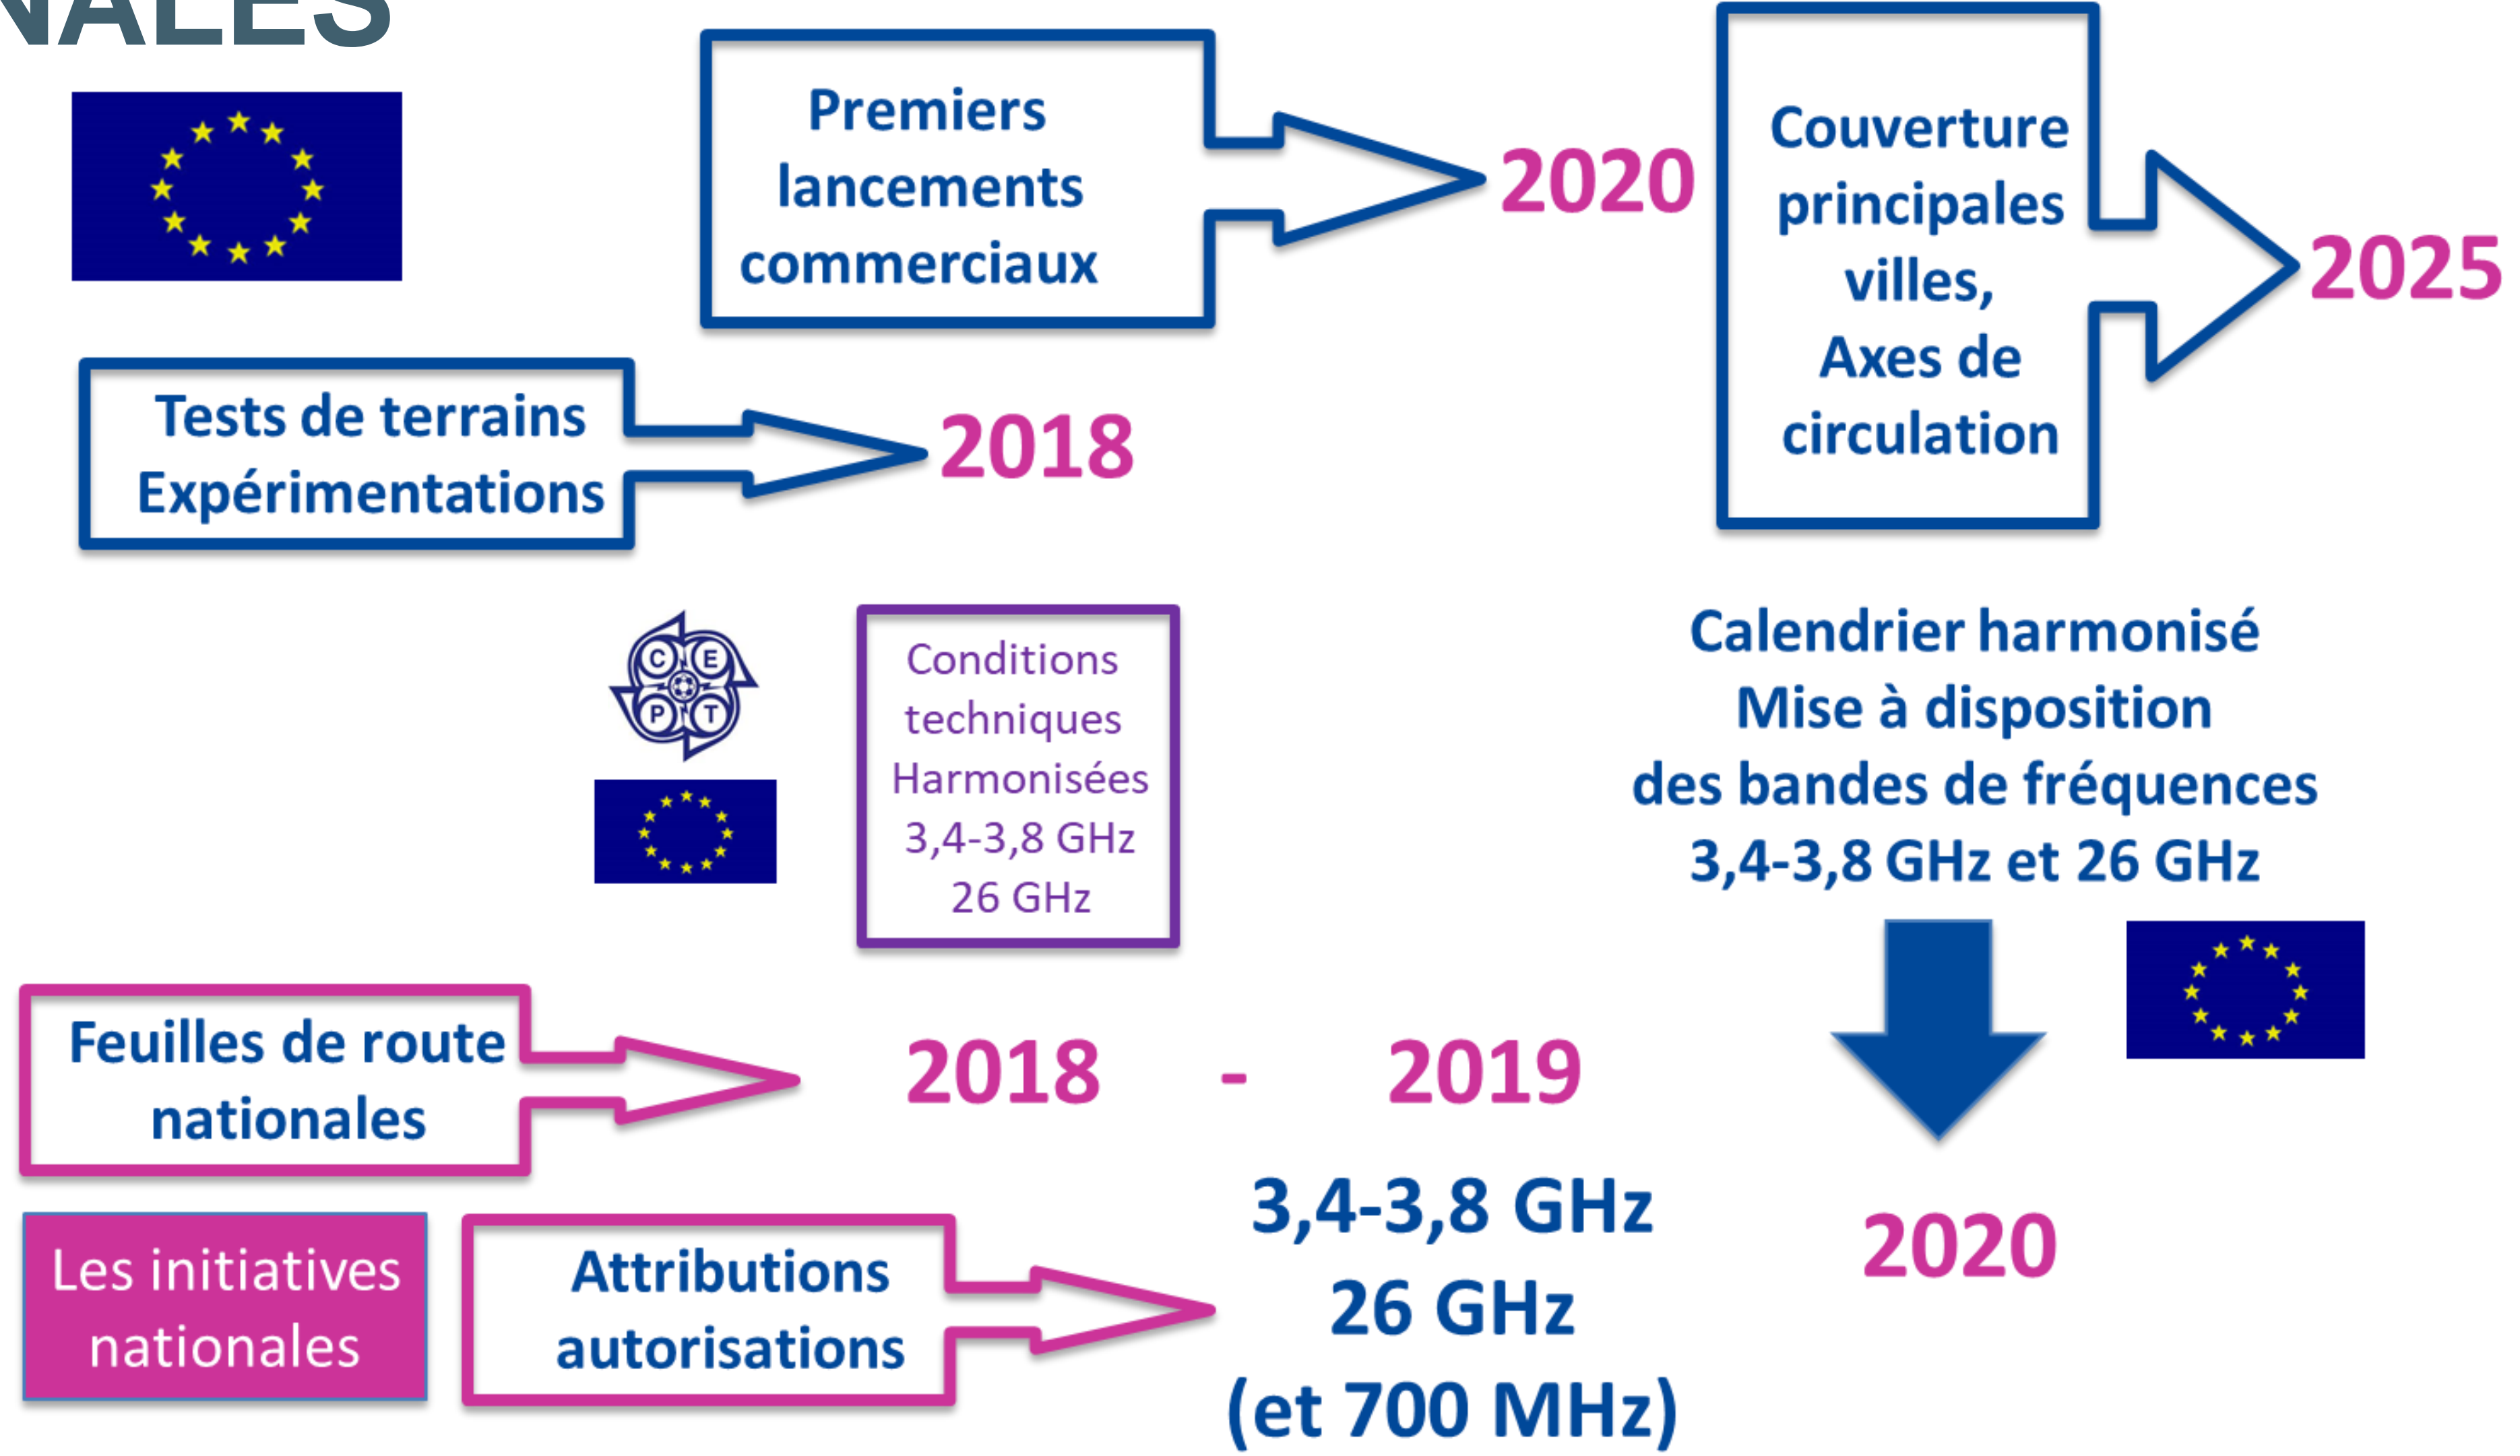 NALES
Premiers
lancements
commerciaux
2020
Couverture
principales
villes,
Axes de
circulation
2025
Tests de terrains
Expérimentations
2018
C E
P T
Conditions
techniques
Harmonisées
3,4-3,8 GHz
26 GHz
Calendrier harmonisé
Mise à disposition
des bandes de fréquences
3,4-3,8 GHz et 26 GHz
2020
Feuilles de route
nationales
2018 - 2019
Les initiatives
nationales
Attributions
autorisations
3,4-3,8 GHz
26 GHz
(et 700 MHz)